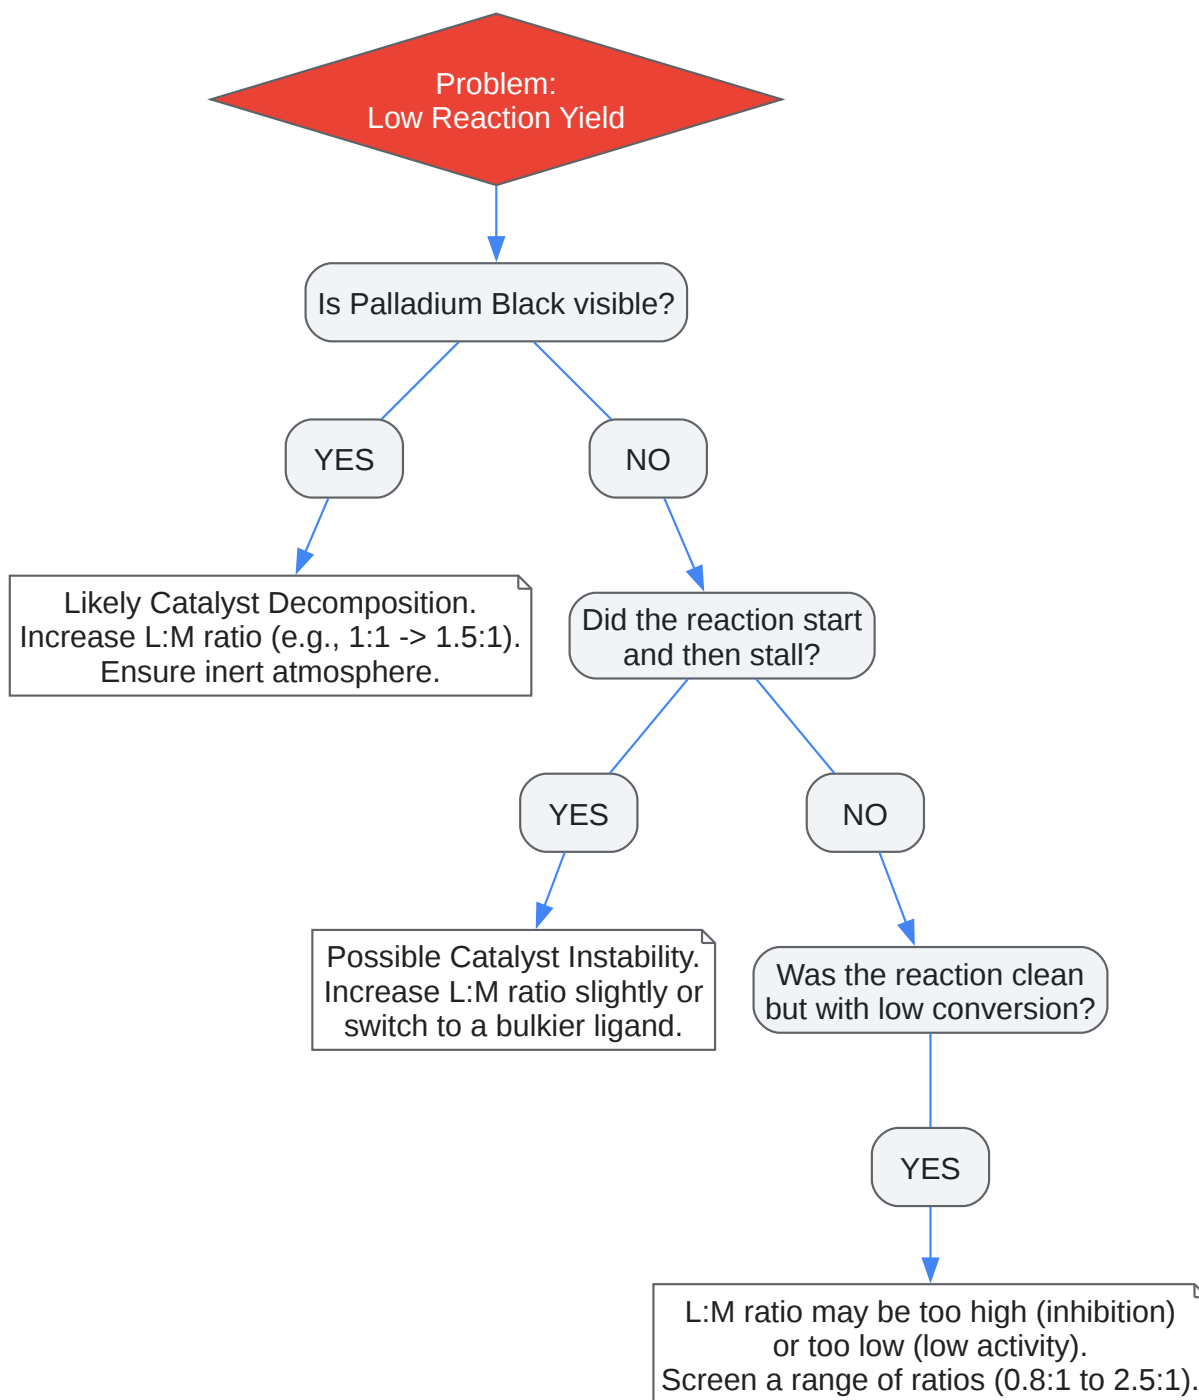 Problem:
Low Reaction Yield
Is Palladium Black visible?
YES
NO
Likely Catalyst Decomposition.
Increase L:M ratio (e.g., 1:1 -> 1.5:1).
Ensure inert atmosphere.
Did the reaction start
and then stall?
YES
NO
Possible Catalyst Instability.
Increase L:M ratio slightly or
switch to a bulkier ligand.
Was the reaction clean
but with low conversion?
YES
L:M ratio may be too high (inhibition)
or too low (low activity).
Screen a range of ratios (0.8:1 to 2.5:1).